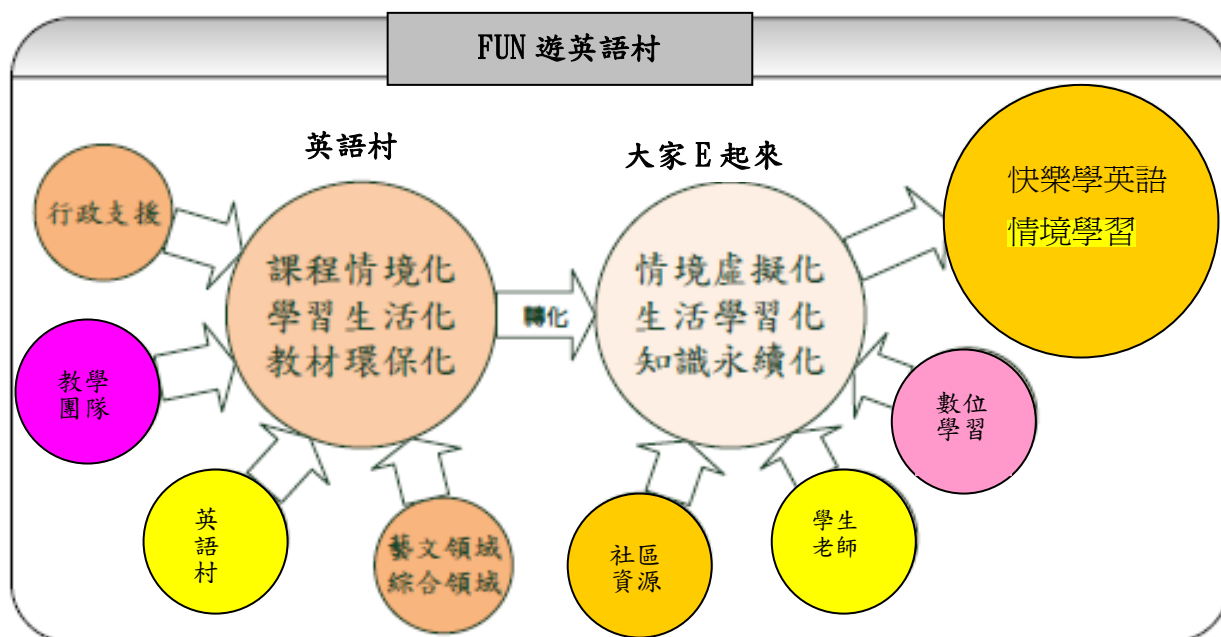 FUN 遊英語村
英語村
大家 E 起來
行政支援
課程情境化
學習生活化
教材環保化
轉化
情境虛擬化
生活學習化
知識永續化
快樂學英語
情境學習
教學
團隊
英
語
村
藝文領域
綜合領域
社區
資源
學生
老師
數位
學習